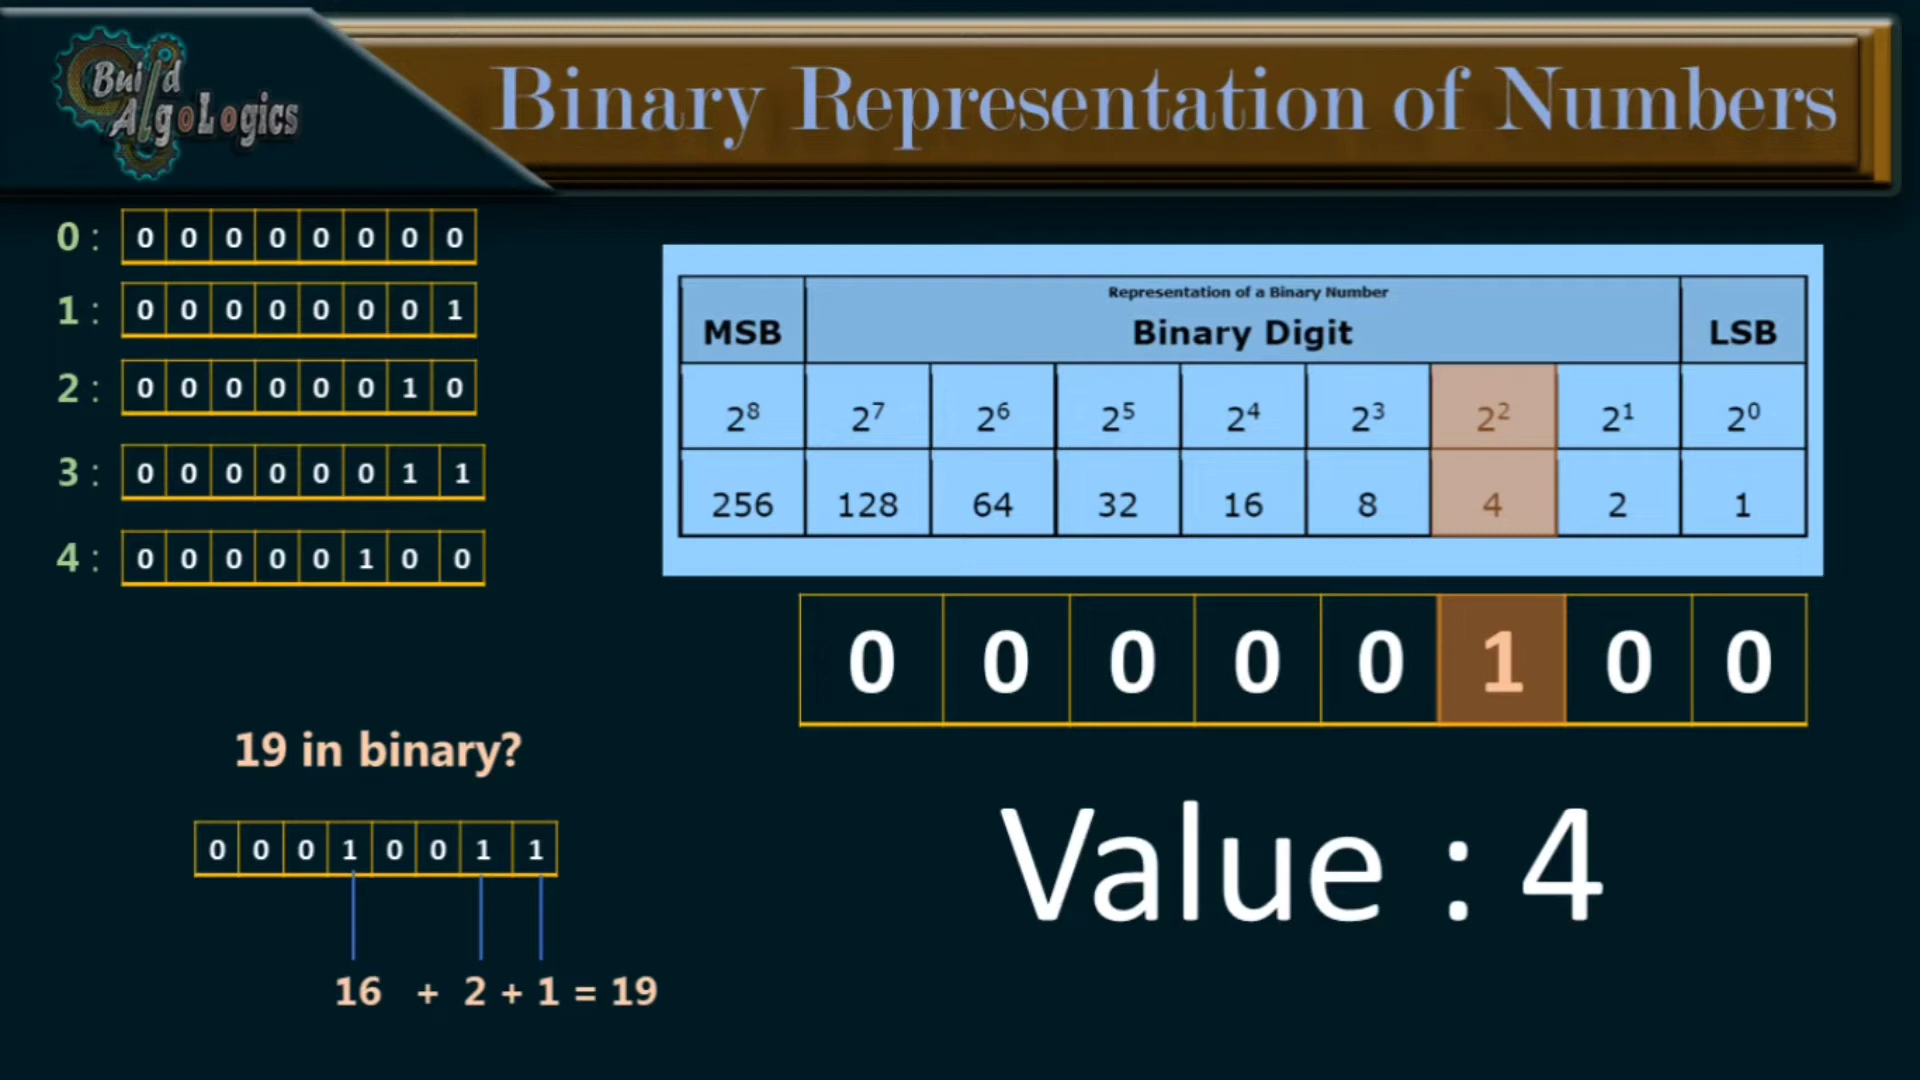 Build
AlgoLogics
Binary Representation of Numbers
0 : 0 0 0 0 0 0 0 0
1 : 0 0 0 0 0 0 0 1
2 : 0 0 0 0 0 0 1 0
3 : 0 0 0 0 0 0 1 1
4 : 0 0 0 0 0 1 0 0
Representation of a Binary Number
MSB Binary Digit LSB
2⁸ 2⁷ 2⁶ 2⁵ 2⁴ 2³ 2² 2¹ 2⁰
256 128 64 32 16 8 4 2 1
0 0 0 0 0 1 0 0
Value : 4
19 in binary?
0 0 0 1 0 0 1 1
16 + 2 + 1 = 19